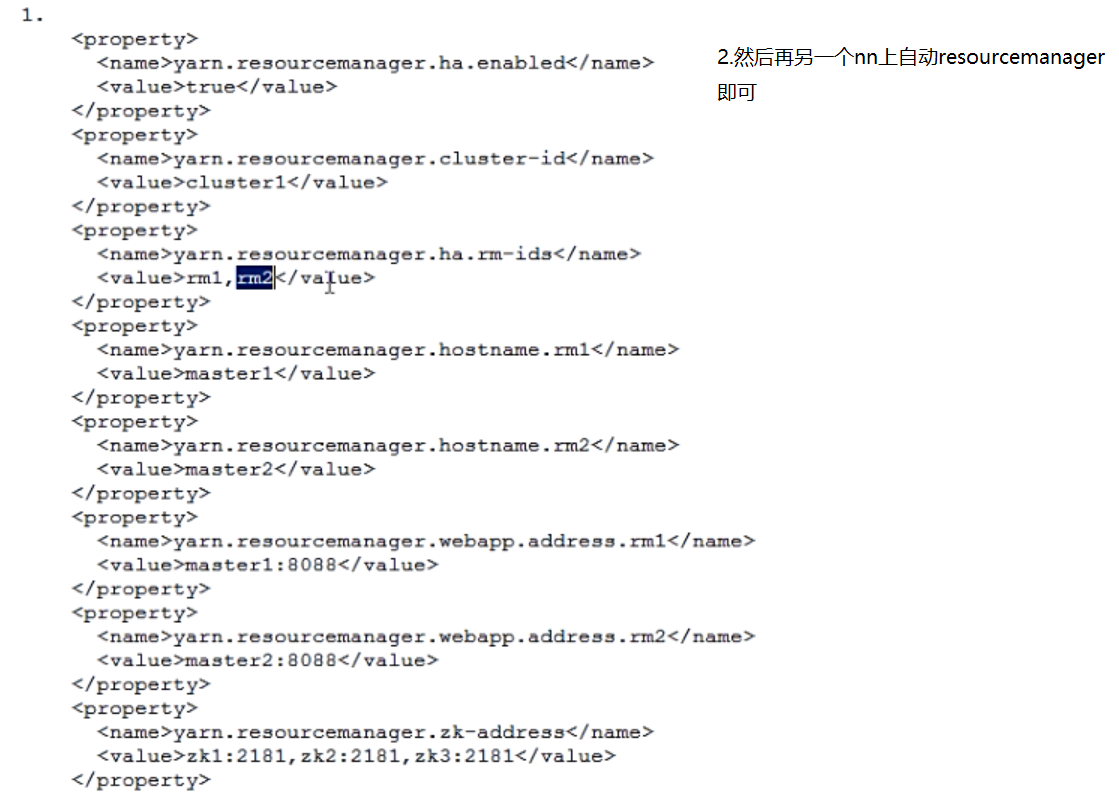 1.
<property>
<name>yarn.resourcemanager.ha.enabled</name>
<value>true</value>
</property>
<property>
<name>yarn.resourcemanager.cluster-id</name>
<value>cluster1</value>
</property>
<property>
<name>yarn.resourcemanager.ha.rm-ids</name>
<value>rm1,rm2</value>
</property>
<property>
<name>yarn.resourcemanager.hostname.rm1</name>
<value>master1</value>
</property>
<property>
<name>yarn.resourcemanager.hostname.rm2</name>
<value>master2</value>
</property>
<property>
<name>yarn.resourcemanager.webapp.address.rm1</name>
<value>master1:8088</value>
</property>
<property>
<name>yarn.resourcemanager.webapp.address.rm2</name>
<value>master2:8088</value>
</property>
<property>
<name>yarn.resourcemanager.zk-address</name>
<value>zk1:2181,zk2:2181,zk3:2181</value>
</property>
2.然后再另一个nn上自动resourcemanager
即可